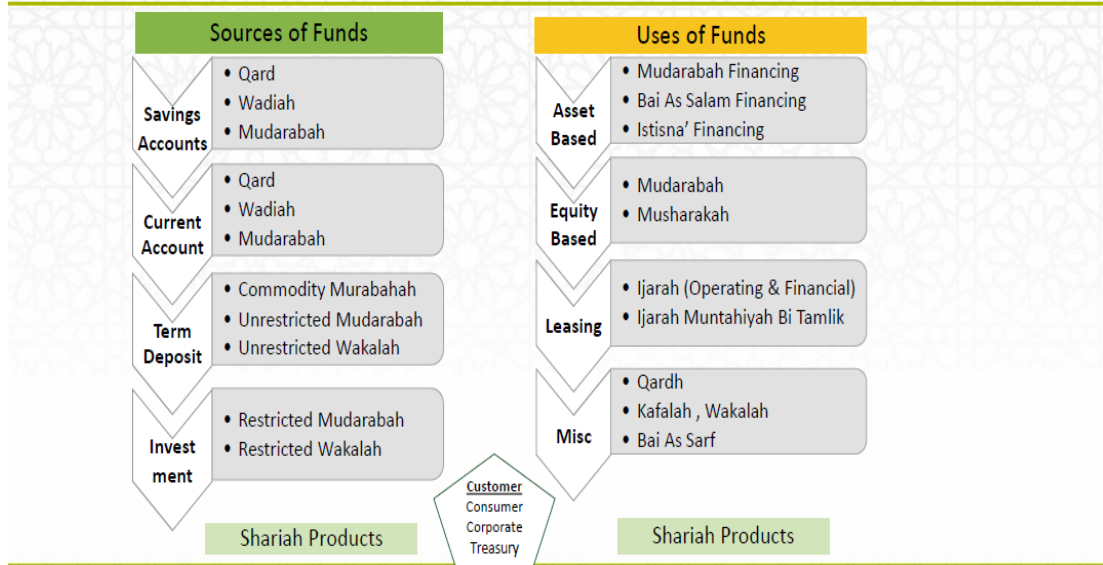 Sources of Funds
Savings
Accounts
• Qard
• Wadiah
• Mudarabah
Current
Account
• Qard
• Wadiah
• Mudarabah
Term
Deposit
• Commodity Murabahah
• Unrestricted Mudarabah
• Unrestricted Wakalah
Invest
ment
• Restricted Mudarabah
• Restricted Wakalah
Shariah Products
Customer
Consumer
Corporate
Treasury
Uses of Funds
Asset
Based
• Mudarabah Financing
• Bai As Salam Financing
• Istisna’ Financing
Equity
Based
• Mudarabah
• Musharakah
Leasing
• Ijarah (Operating & Financial)
• Ijarah Muntahiyah Bi Tamlik
Misc
• Qardh
• Kafalah , Wakalah
• Bai As Sarf
Shariah Products